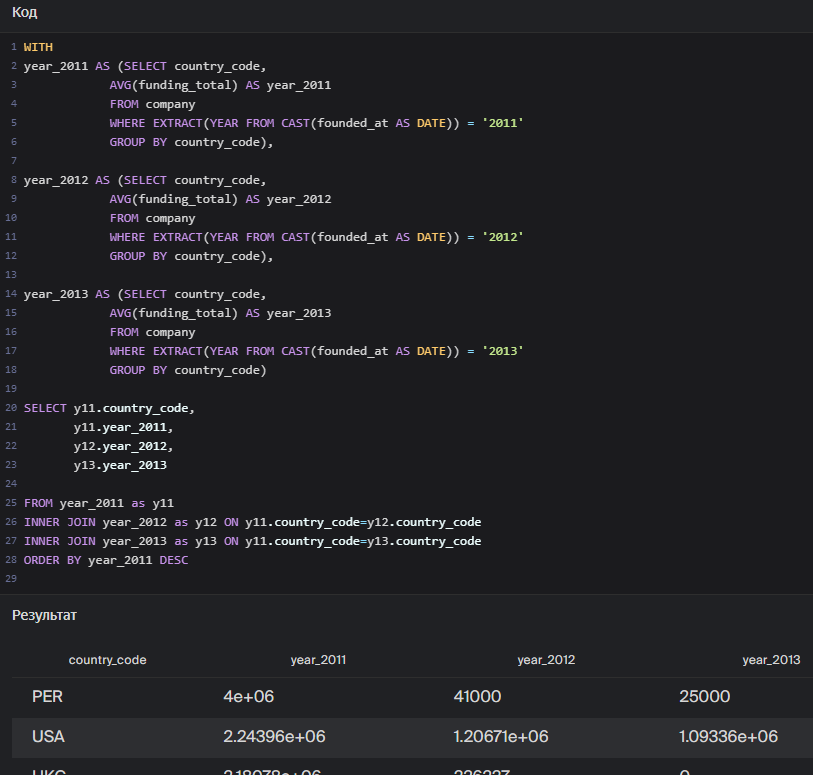 Код
1 WITH
2 year_2011 AS (SELECT country_code,
3 AVG(funding_total) AS year_2011
4 FROM company
5 WHERE EXTRACT(YEAR FROM CAST(founded_at AS DATE)) = '2011'
6 GROUP BY country_code),
7
8 year_2012 AS (SELECT country_code,
9 AVG(funding_total) AS year_2012
10 FROM company
11 WHERE EXTRACT(YEAR FROM CAST(founded_at AS DATE)) = '2012'
12 GROUP BY country_code),
13
14 year_2013 AS (SELECT country_code,
15 AVG(funding_total) AS year_2013
16 FROM company
17 WHERE EXTRACT(YEAR FROM CAST(founded_at AS DATE)) = '2013'
18 GROUP BY country_code)
19
20 SELECT y11.country_code,
21 y11.year_2011,
22 y12.year_2012,
23 y13.year_2013
24
25 FROM year_2011 as y11
26 INNER JOIN year_2012 as y12 ON y11.country_code=y12.country_code
27 INNER JOIN year_2013 as y13 ON y11.country_code=y13.country_code
28 ORDER BY year_2011 DESC
29
Результат
country_code year_2011 year_2012 year_2013
PER 4e+06 41000 25000
USA 2.24396e+06 1.20671e+06 1.09336e+06